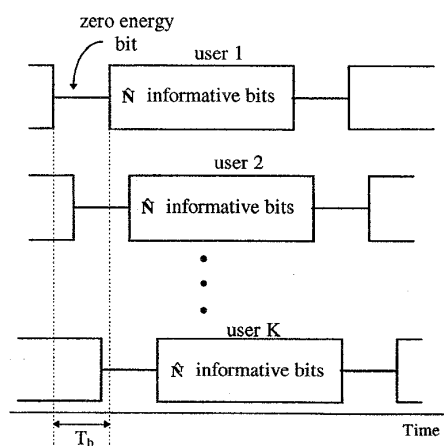 zero energy
bit
user 1
N̂ informative bits
user 2
N̂ informative bits
user K
N̂ informative bits
T_b
Time